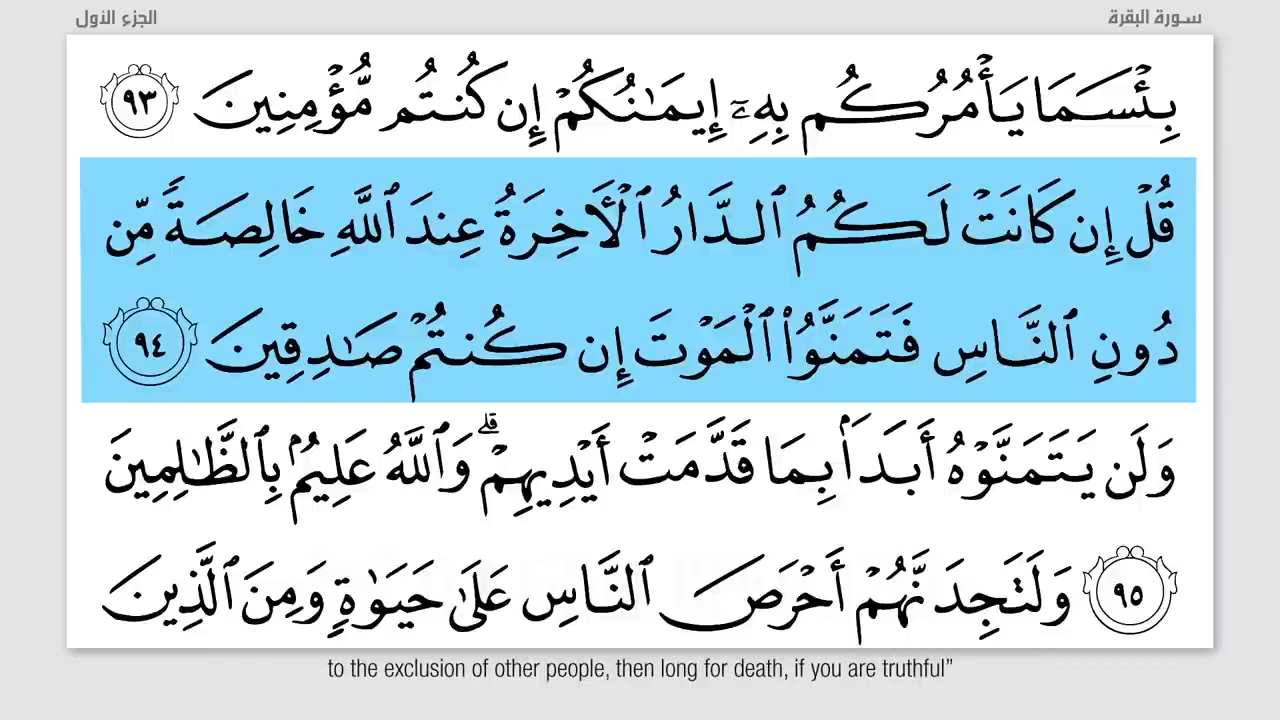 سورة البقرة
الجزء الأول
بِئْسَمَا يَأْمُرُكُم بِهِۦٓ إِيمَـٰنُكُمْ إِن كُنتُم مُّؤْمِنِينَ ٩٣
قُلْ إِن كَانَتْ لَكُمُ ٱلدَّارُ ٱلْأَخِرَةُ عِندَ ٱللَّهِ خَالِصَةً مِّن
دُونِ ٱلنَّاسِ فَتَمَنَّوُا۟ ٱلْمَوْتَ إِن كُنتُمْ صَـٰدِقِينَ ٩٤
وَلَن يَتَمَنَّوْهُ أَبَدَۢا بِمَا قَدَّمَتْ أَيْدِيهِمْ ۗ وَٱللَّهُ عَلِيمُۢ بِٱلظَّـٰلِمِينَ
٩٥ وَلَتَجِدَنَّهُمْ أَحْرَصَ ٱلنَّاسِ عَلَىٰ حَيَوٰةٍ وَمِنَ ٱلَّذِينَ
to the exclusion of other people, then long for death, if you are truthful”